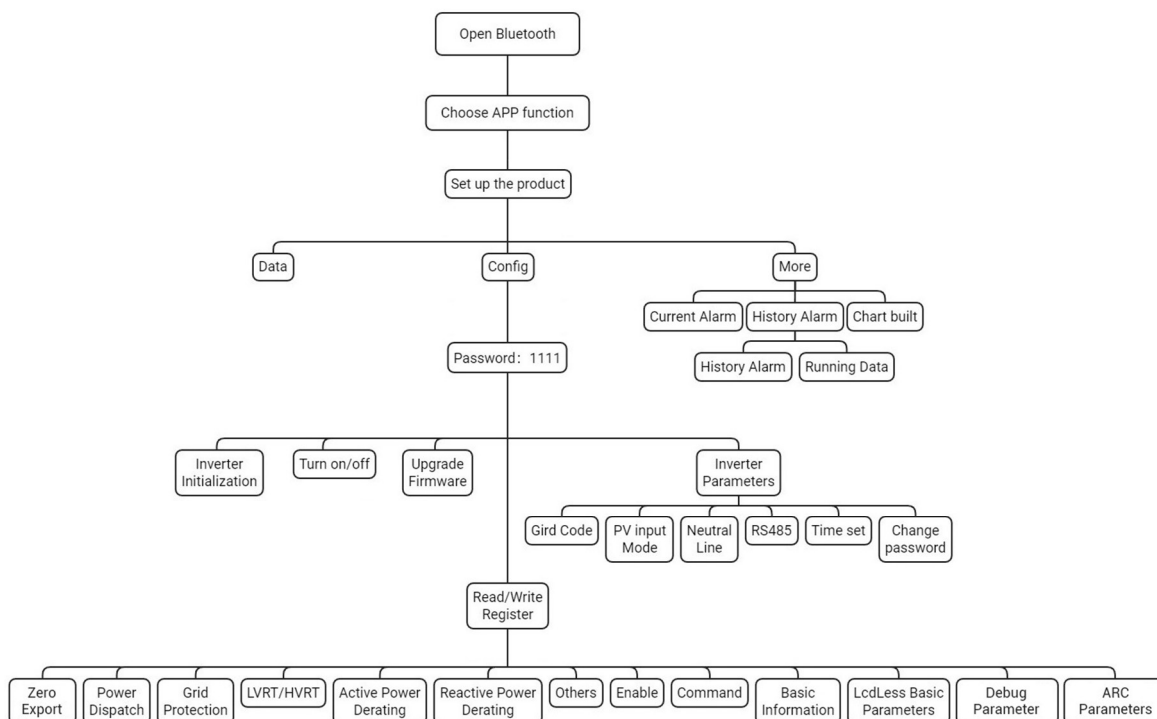 Open Bluetooth
Choose APP function
Set up the product
Data
Config
More
Current Alarm
History Alarm
Chart built
History Alarm
Running Data
Password：1111
Inverter
Initialization
Turn on/off
Upgrade
Firmware
Inverter
Parameters
Gird Code
PV input
Mode
Neutral
Line
RS485
Time set
Change
password
Read/Write
Register
Zero
Export
Power
Dispatch
Grid
Protection
LVRT/HVRT
Active Power
Derating
Reactive Power
Derating
Others
Enable
Command
Basic
Information
LcdLess Basic
Parameters
Debug
Parameter
ARC
Parameters